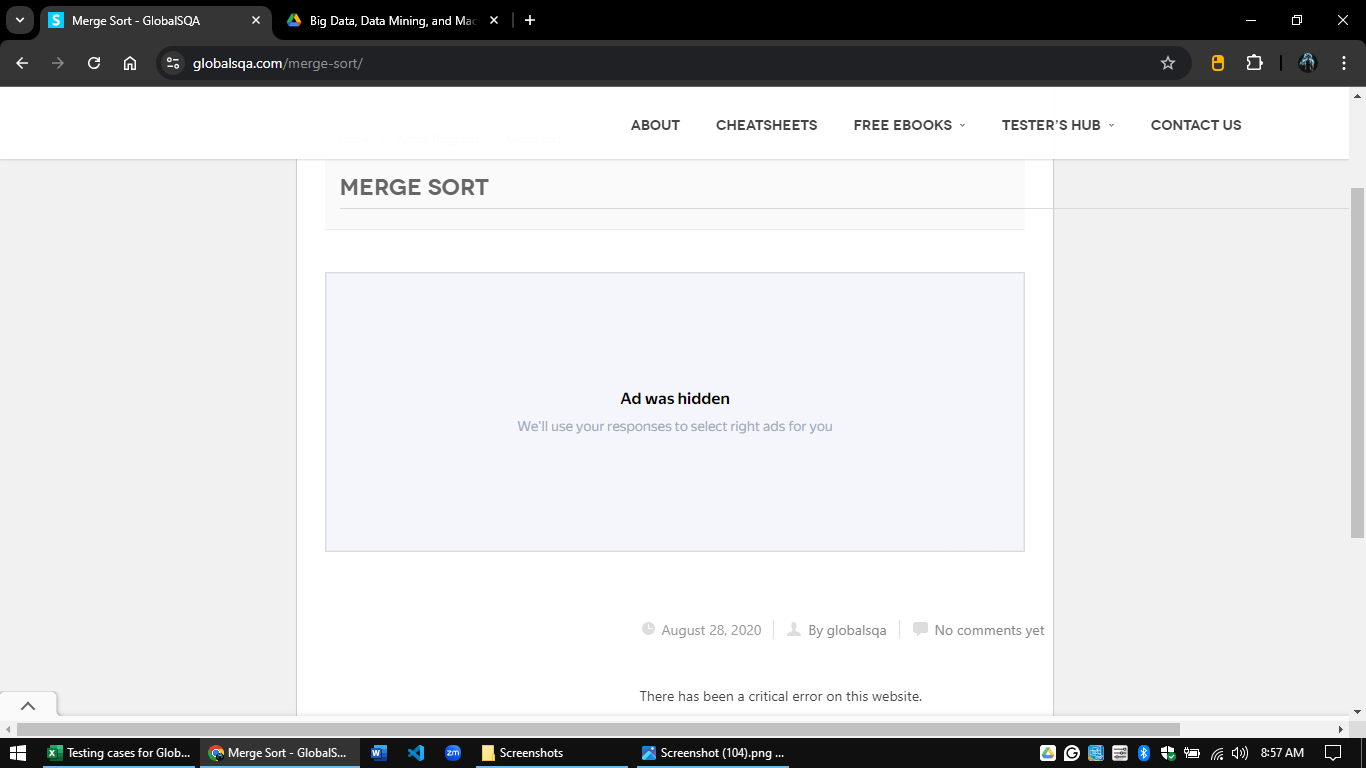 Merge Sort - GlobalSQA
Big Data, Data Mining, and Mac
globalsqa.com/merge-sort/
ABOUT CHEATSHEETS FREE EBOOKS TESTER'S HUB CONTACT US
MERGE SORT
Ad was hidden
We'll use your responses to select right ads for you
August 28, 2020 By globalsqa No comments yet
There has been a critical error on this website.
Testing cases for Glob... Merge Sort - GlobalS... Screenshots Screenshot (104).png ... 8:57 AM